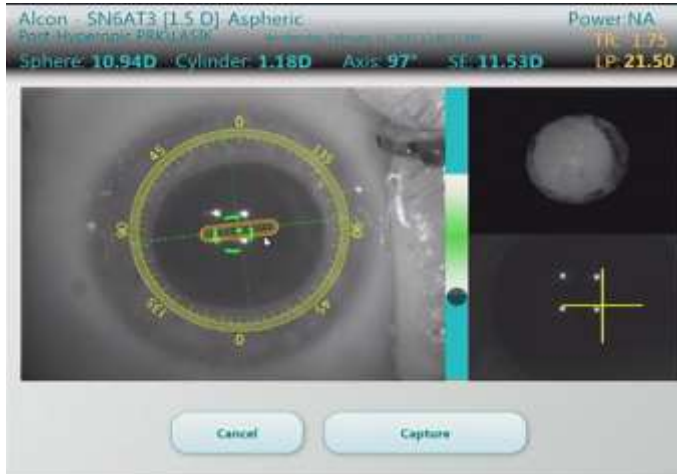 Alcon - SN6AT3 [1.5 D] Aspheric
Power:NA
Post Hyperopic PRK\LASIK
TR: 1.75
Sphere: 10.94D Cylinder: 1.18D Axis: 97° SE: 11.53D
LP: 21.50
0
45
135
90
90
135
45
0
Cancel
Capture